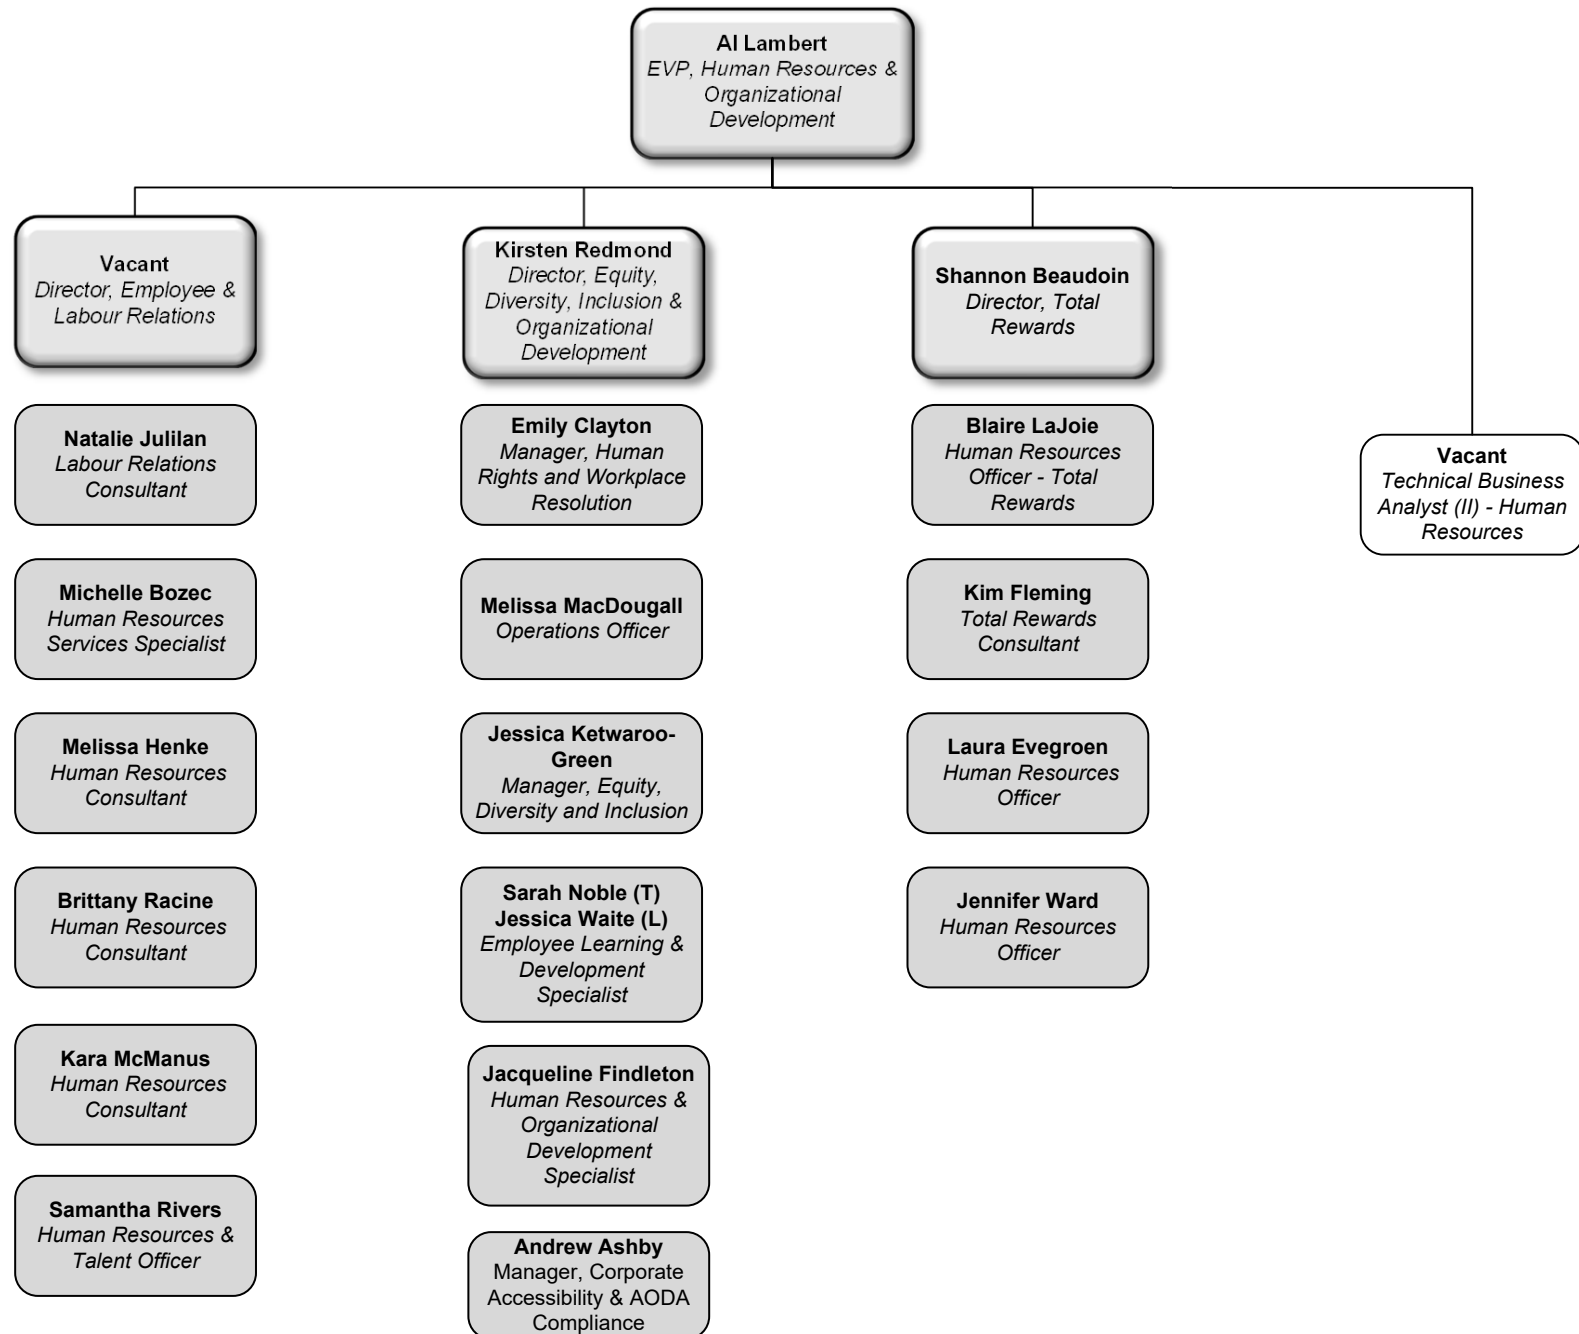 Al Lambert
EVP, Human Resources &
Organizational
Development
Vacant
Director, Employee &
Labour Relations
Kirsten Redmond
Director, Equity,
Diversity, Inclusion &
Organizational
Development
Shannon Beaudoin
Director, Total
Rewards
Natalie Julilan
Labour Relations
Consultant
Emily Clayton
Manager, Human
Rights and Workplace
Resolution
Blaire LaJoie
Human Resources
Officer - Total
Rewards
Vacant
Technical Business
Analyst (II) - Human
Resources
Michelle Bozec
Human Resources
Services Specialist
Melissa MacDougall
Operations Officer
Kim Fleming
Total Rewards
Consultant
Melissa Henke
Human Resources
Consultant
Jessica Ketwaroo-
Green
Manager, Equity,
Diversity and Inclusion
Laura Evegroen
Human Resources
Officer
Brittany Racine
Human Resources
Consultant
Sarah Noble (T)
Jessica Waite (L)
Employee Learning &
Development
Specialist
Jennifer Ward
Human Resources
Officer
Kara McManus
Human Resources
Consultant
Jacqueline Findleton
Human Resources &
Organizational
Development
Specialist
Samantha Rivers
Human Resources &
Talent Officer
Andrew Ashby
Manager, Corporate
Accessibility & AODA
Compliance